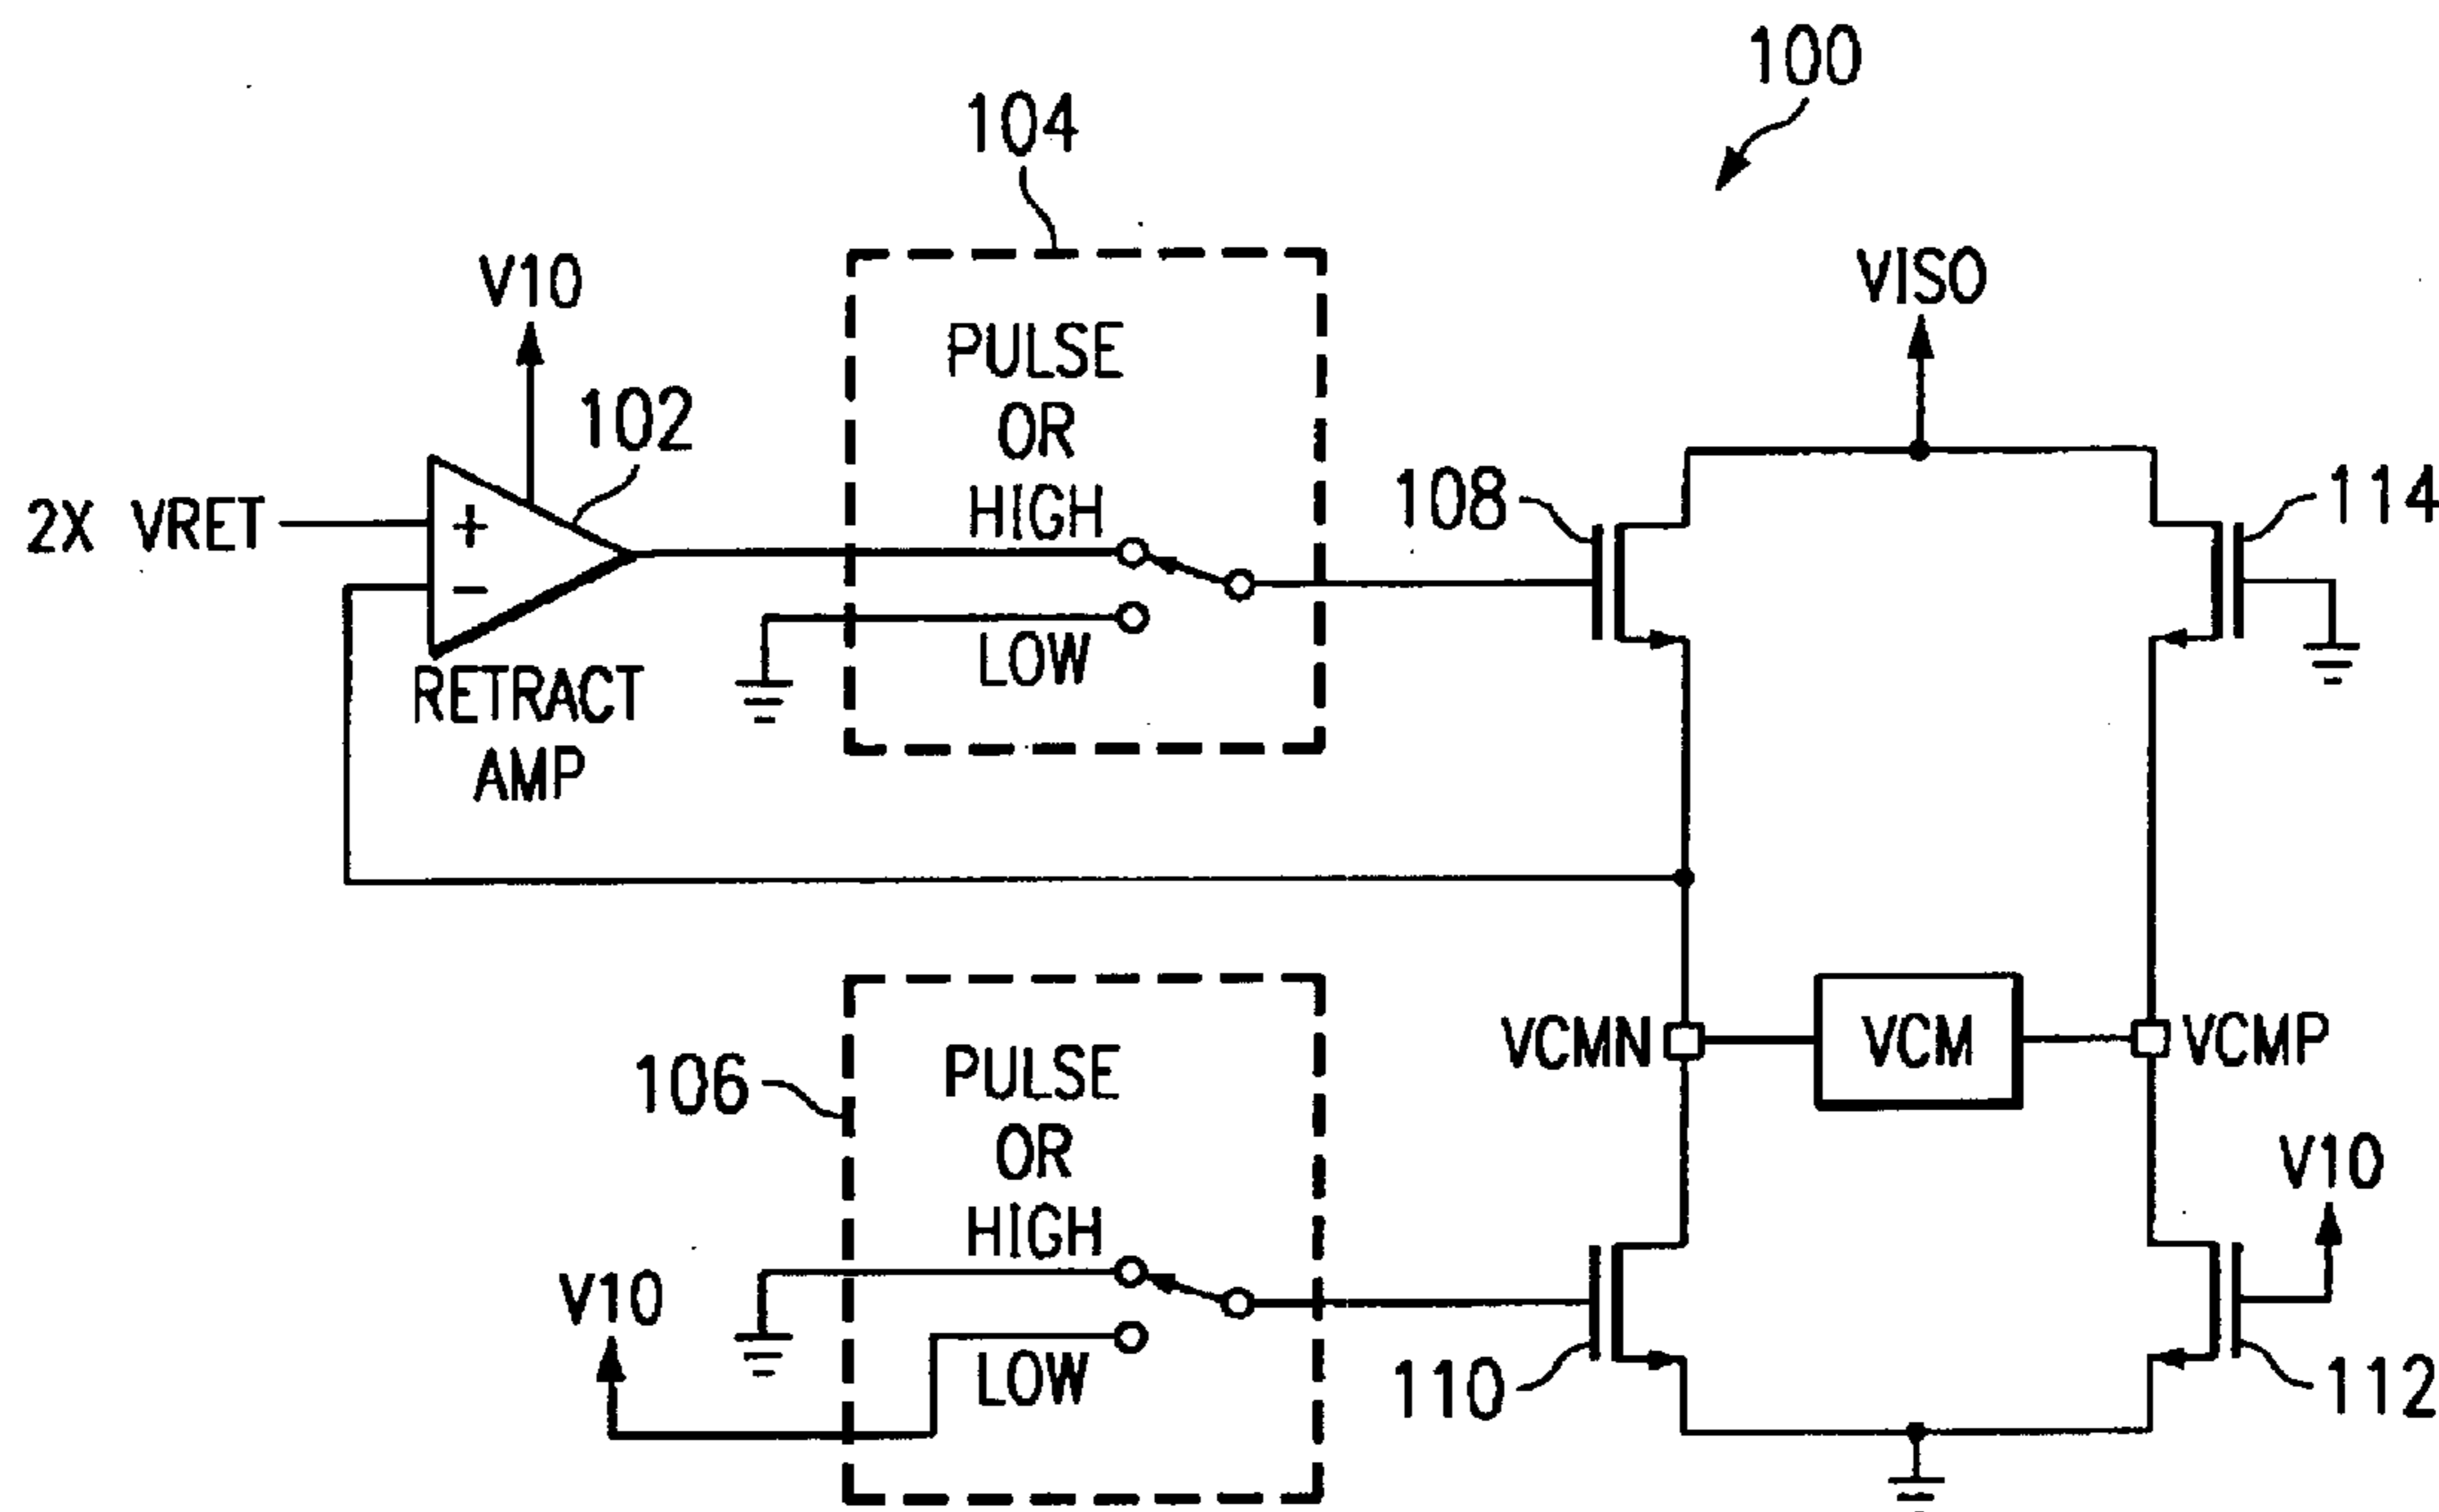 100
104
V10
PULSE
OR
HIGH
VISO
102
108
114
2X VRET
+
−
LOW
RETRACT
AMP
VCMN
VCM
VCMP
106
PULSE
OR
HIGH
V10
V10
LOW
110
112